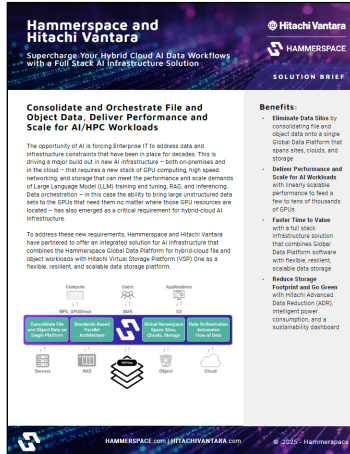 Hammerspace and
Hitachi Vantara
Supercharge Your Hybrid Cloud AI Data Workflows
with a Full Stack AI Infrastructure Solution
Hitachi Vantara
HAMMERSPACE
SOLUTION BRIEF
Consolidate and Orchestrate File and
Object Data, Deliver Performance and
Scale for AI/HPC Workloads
The opportunity of AI is forcing Enterprise IT to address data and
infrastructure constraints that have been in place for decades. This is
driving a major build out in new AI infrastructure – both on-premises and
in the cloud – that requires a new stack of GPU computing, high speed
networking, and storage that can meet the performance and scale demands
of Large Language Model (LLM) training and tuning, RAG, and inferencing.
Data orchestration – in this case the ability to bring large unstructured data
sets to the GPUs that need them no matter where those GPU resources are
located – has also emerged as a critical requirement for hybrid-cloud AI
infrastructure.
To address these new requirements, Hammerspace and Hitachi Vantara
have partnered to offer an integrated solution for AI infrastructure that
combines the Hammerspace Global Data Platform for hybrid-cloud file and
object workloads with Hitachi Virtual Storage Platform (VSP) One as a
flexible, resilient, and scalable data storage platform.
Compute
Users
Applications
NFS, GPUDirect
SMB
S3
Consolidate File
and Object Data on
Single Platform
Standards-Based
Parallel
Architecture
Global Namespace
Spans Sites,
Clouds, Storage
Data Orchestration
Automates
Flow of Data
Servers
NAS
Object
Cloud
Benefits:
• Eliminate Data Silos by
consolidating file and
object data onto a single
Global Data Platform that
spans sites, clouds, and
storage
• Deliver Performance and
Scale for AI Workloads
with linearly scalable
performance to feed a
few to tens of thousands
of GPUs
• Faster Time to Value
with a full stack
infrastructure solution
that combines Global
Data Platform software
with flexible, resilient,
scalable data storage
• Reduce Storage
Footprint and Go Green
with Hitachi Advanced
Data Reduction (ADR),
intelligent power
consumption, and a
sustainability dashboard
HAMMERSPACE.com | HITACHIVANTARA.com
© 2025 - Hammerspace